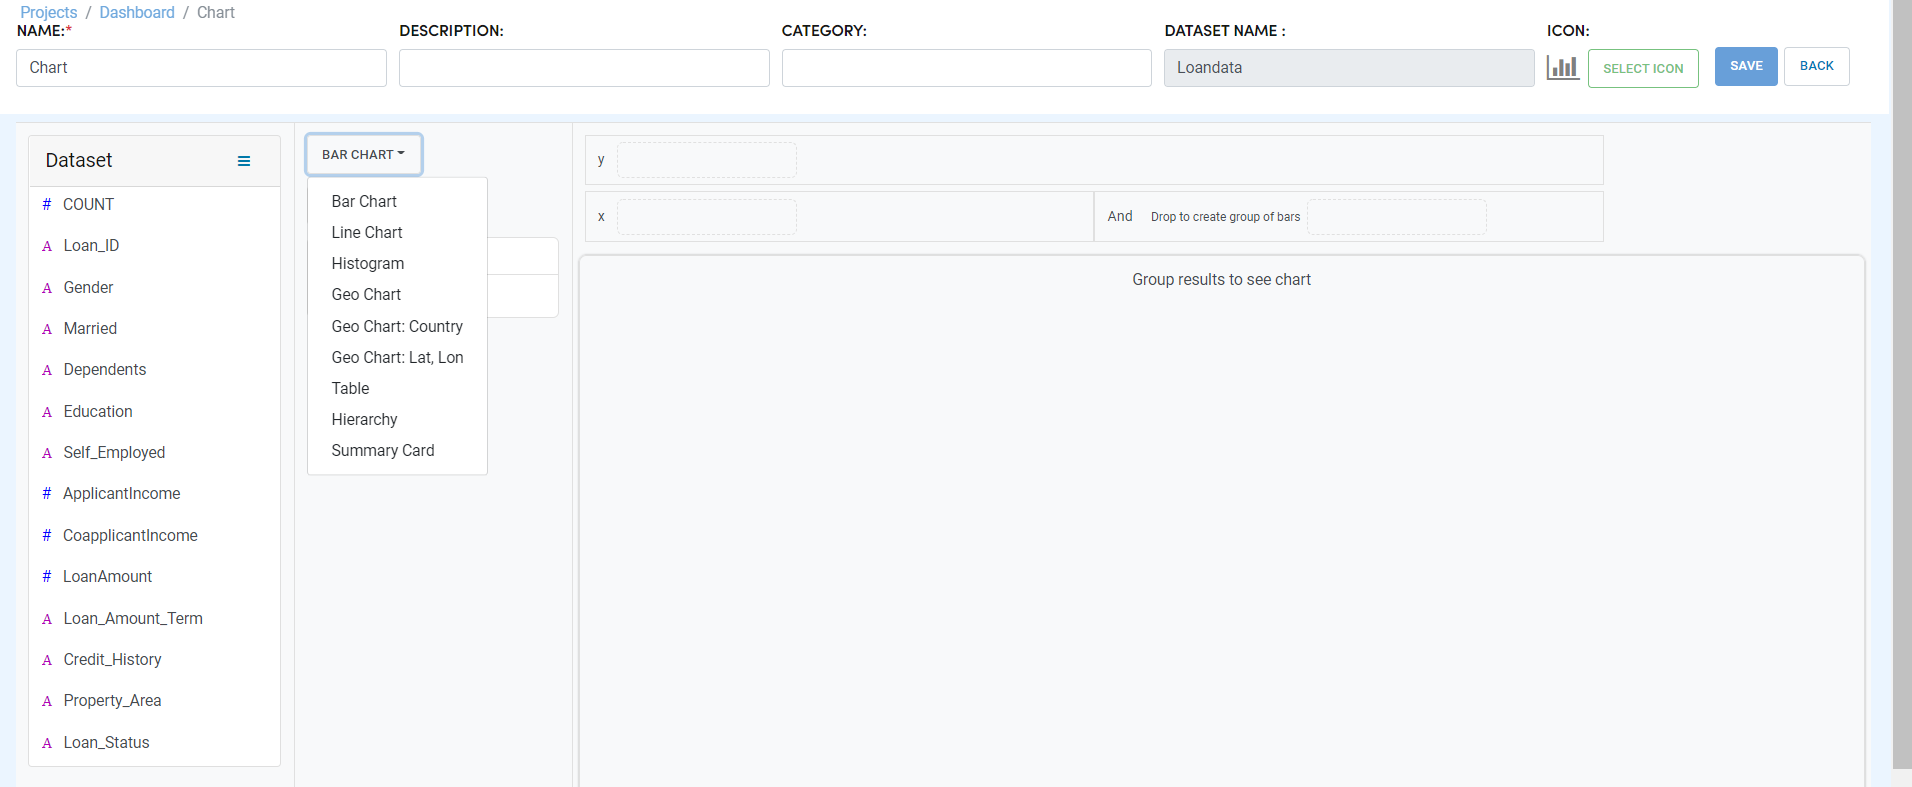 Projects / Dashboard / Chart
NAME:* DESCRIPTION: CATEGORY: DATASET NAME : ICON:
Chart Loandata SELECT ICON SAVE BACK
Dataset
# COUNT
A Loan_ID
A Gender
A Married
A Dependents
A Education
A Self_Employed
# ApplicantIncome
# CoapplicantIncome
# LoanAmount
A Loan_Amount_Term
A Credit_History
A Property_Area
A Loan_Status
BAR CHART
Bar Chart
Line Chart
Histogram
Geo Chart
Geo Chart: Country
Geo Chart: Lat, Lon
Table
Hierarchy
Summary Card
y
x And Drop to create group of bars
Group results to see chart